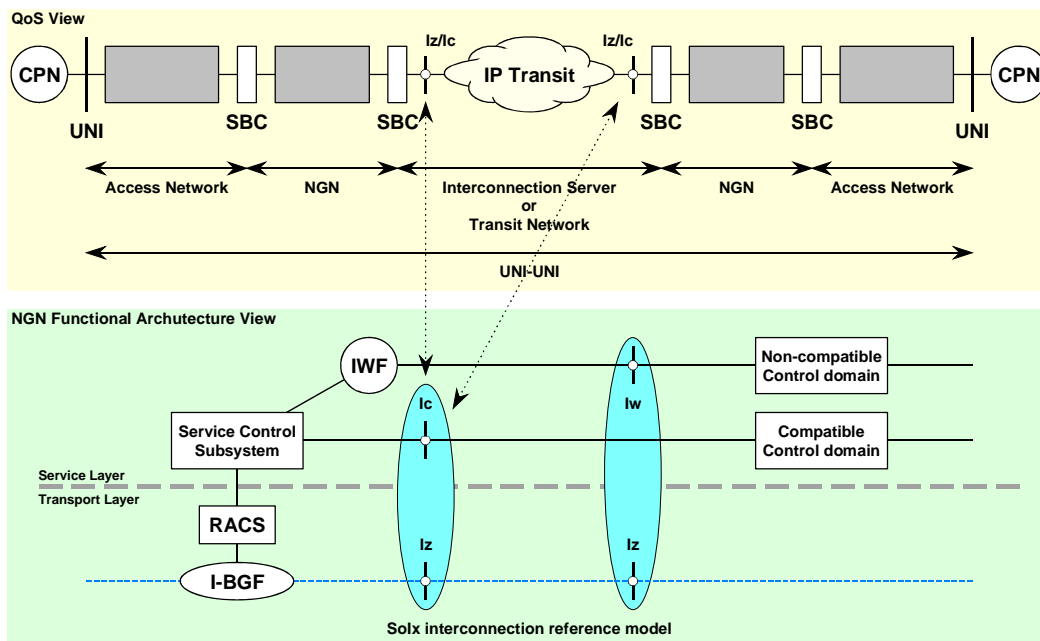 QoS View
Iz/Ic
Iz/Ic
CPN
IP Transit
CPN
UNI
SBC
SBC
SBC
SBC
UNI
Access Network
NGN
Interconnection Server
or
Transit Network
NGN
Access Network
UNI-UNI
NGN Functional Archutecture View
IWF
Non-compatible
Control domain
Ic
Iw
Service Control
Subsystem
Compatible
Control domain
Service Layer
Transport Layer
RACS
Iz
Iz
I-BGF
SoIx interconnection reference model